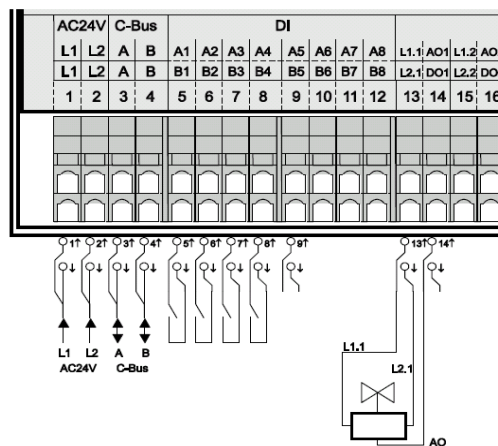 AC24V C-Bus DI
L1 L2 A B A1 A2 A3 A4 A5 A6 A7 A8 L1.1 AO1 L1.2 AO
L1 L2 A B B1 B2 B3 B4 B5 B6 B7 B8 L2.1 DO1 L2.2 DO
1 2 3 4 5 6 7 8 9 10 11 12 13 14 15 16
1↑ 2↑ 3↑ 4↑ 5↑ 6↑ 7↑ 8↑ 9↑ 13↑ 14↑
↓ ↓ ↓ ↓ ↓ ↓ ↓ ↓ ↓ ↓ ↓
L1 L2 A B
AC24V C-Bus
L1.1
L2.1
AO